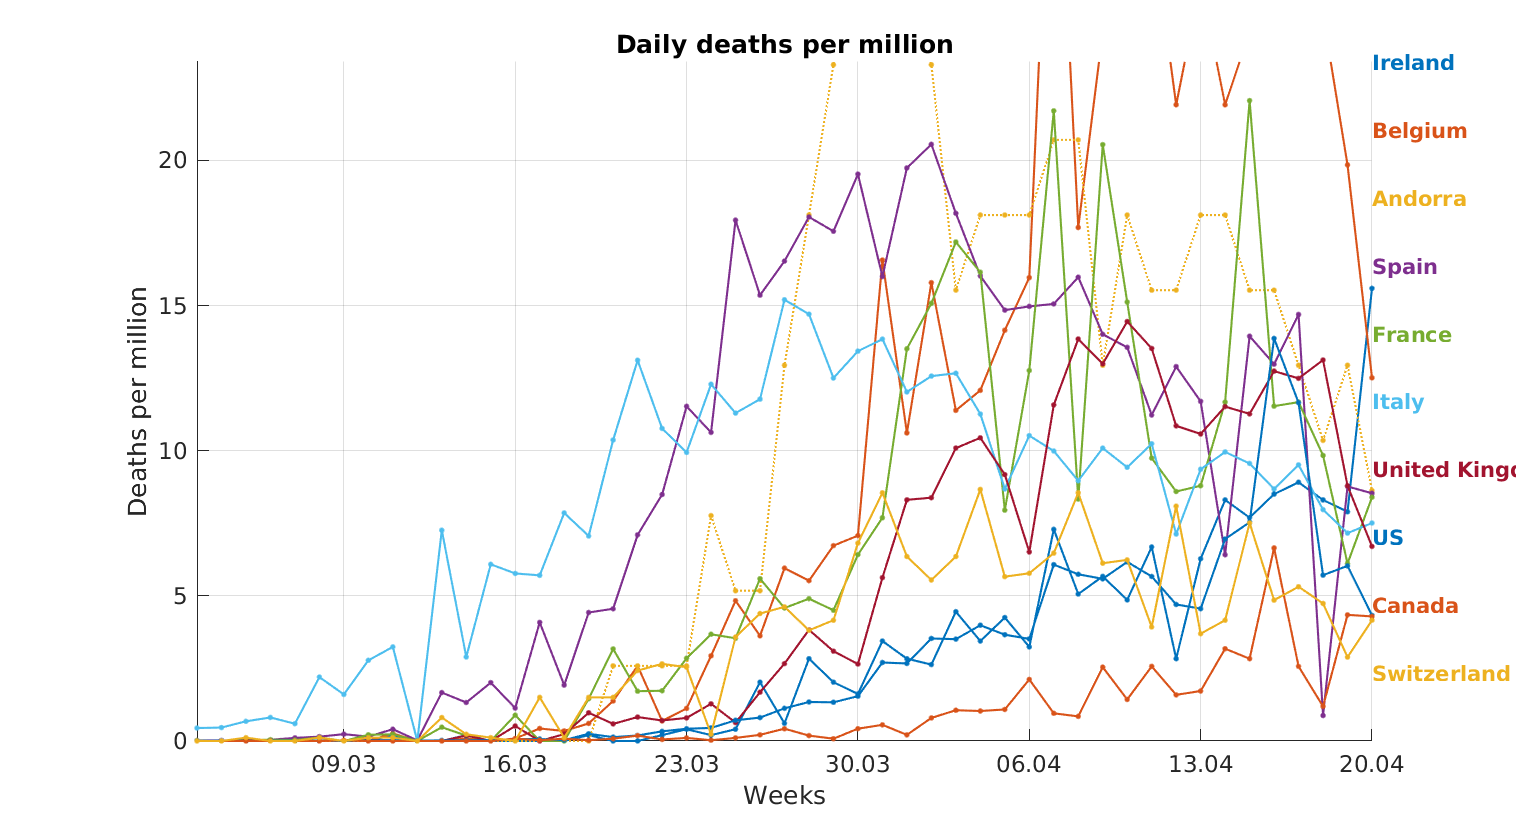 Daily deaths per million
Ireland
Belgium
Andorra
Spain
France
Italy
United King
US
Canada
Switzerland
Deaths per million
20
15
10
5
0
09.03
16.03
23.03
30.03
06.04
13.04
20.04
Weeks